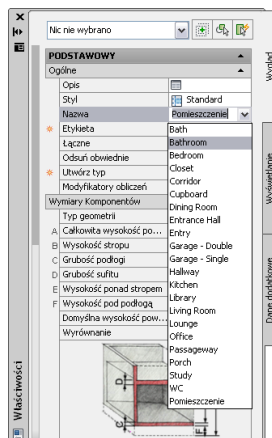 Nic nie wybrano
PODSTAWOWY
Ogólne
Opis
Styl Standard
Nazwa Pomieszczenie
Etykieta
Łączne
Odsuń obwiednie
Utwórz typ
Modyfikatory obliczeń
Wymiary Komponentów
Typ geometrii
A Całkowita wysokość po...
B Wysokość stropu
C Grubość podłogi
D Grubość sufitu
E Wysokość ponad stropem
F Wysokość pod podłogą
Domyślna wysokość pow...
Wyrównanie
Bath
Bathroom
Bedroom
Closet
Corridor
Cupboard
Dining Room
Entrance Hall
Entry
Garage - Double
Garage - Single
Hallway
Kitchen
Library
Living Room
Lounge
Office
Passageway
Porch
Study
WC
Pomieszczenie
D
C
Właściwości
Wygląd
Wyświetlanie
Dane dodatkowe